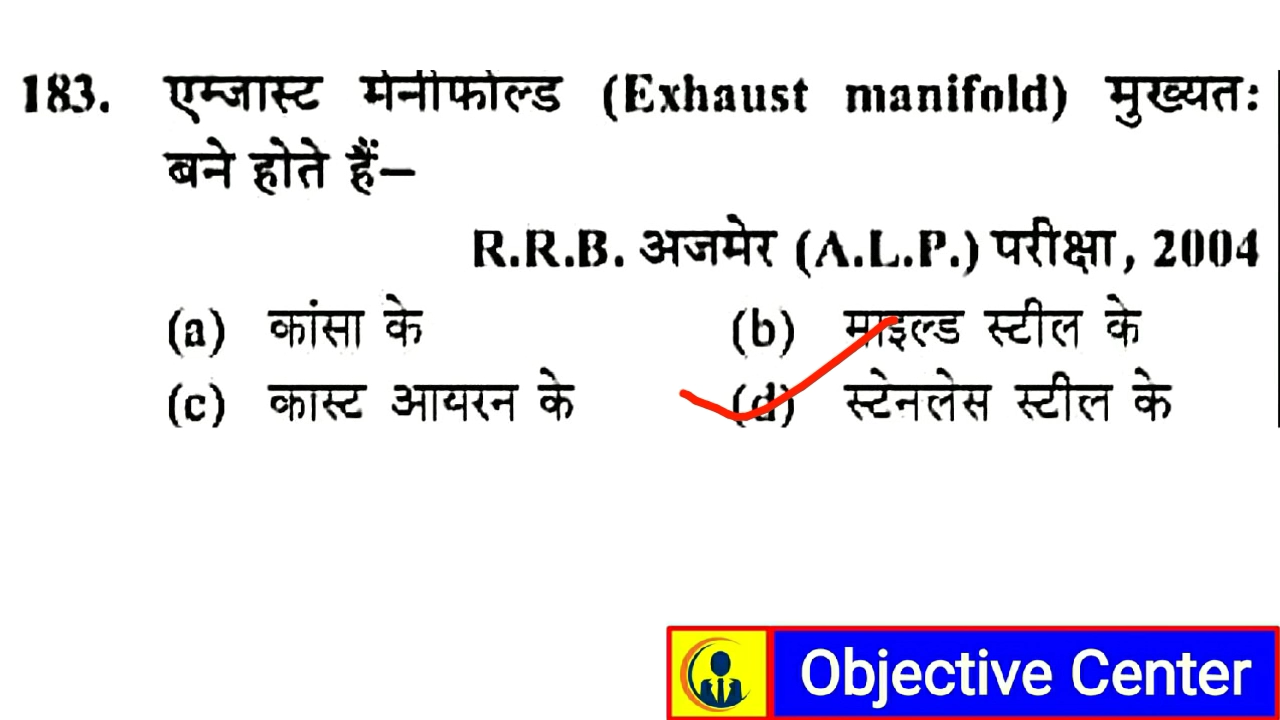 183. एग्जास्ट मेनीफोल्ड (Exhaust manifold) मुख्यतः
बने होते हैं–
R.R.B. अजमेर (A.L.P.) परीक्षा, 2004
(a) कांसा के (b) माइल्ड स्टील के
(c) कास्ट आयरन के (d) स्टेनलेस स्टील के
Objective Center